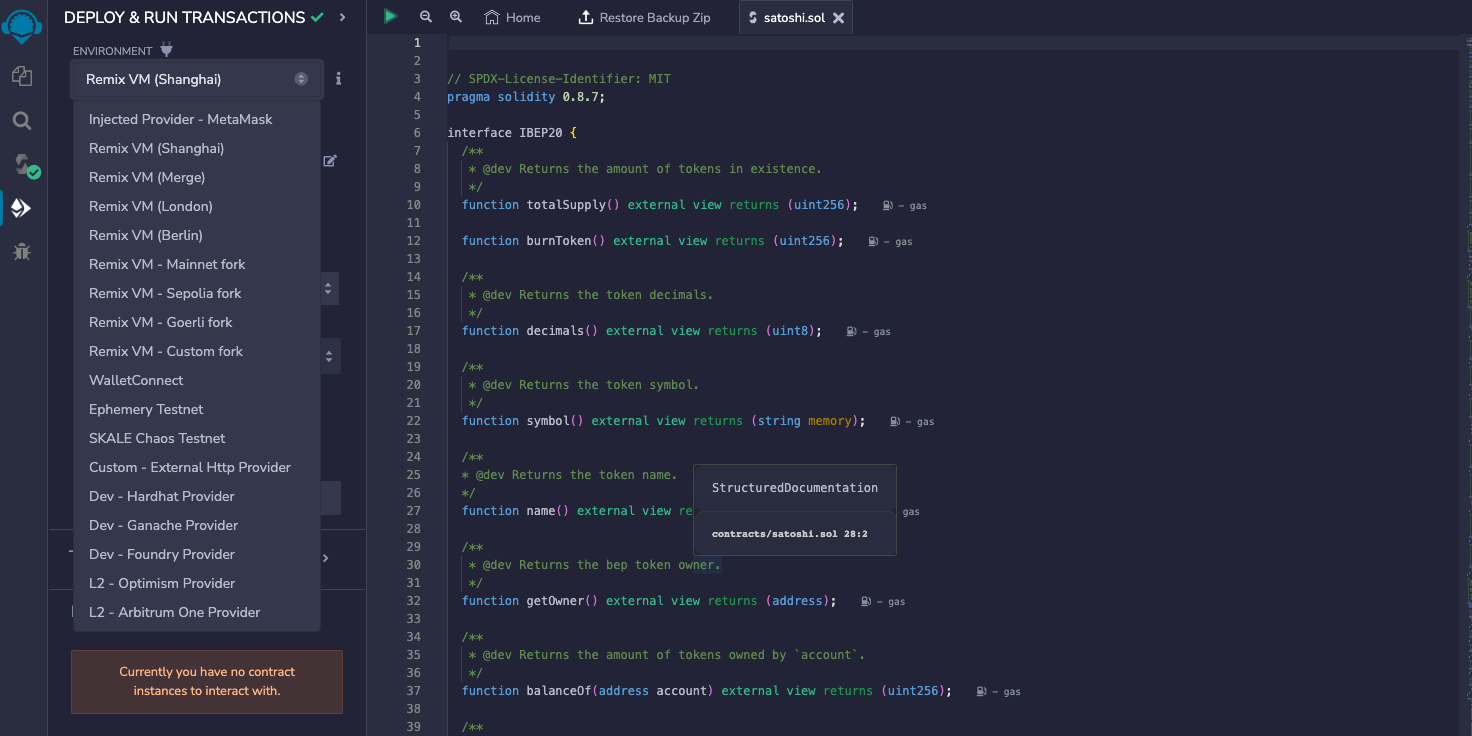 DEPLOY & RUN TRANSACTIONS
ENVIRONMENT
Remix VM (Shanghai)
Injected Provider - MetaMask
Remix VM (Shanghai)
Remix VM (Merge)
Remix VM (London)
Remix VM (Berlin)
Remix VM - Mainnet fork
Remix VM - Sepolia fork
Remix VM - Goerli fork
Remix VM - Custom fork
WalletConnect
Ephemery Testnet
SKALE Chaos Testnet
Custom - External Http Provider
Dev - Hardhat Provider
Dev - Ganache Provider
Dev - Foundry Provider
L2 - Optimism Provider
L2 - Arbitrum One Provider
Currently you have no contract
instances to interact with.
Home
Restore Backup Zip
satoshi.sol
1
2
3 // SPDX-License-Identifier: MIT
4 pragma solidity 0.8.7;
5
6 interface IBEP20 {
7 /**
8 * @dev Returns the amount of tokens in existence.
9 */
10 function totalSupply() external view returns (uint256); - gas
11
12 function burnToken() external view returns (uint256); - gas
13
14 /**
15 * @dev Returns the token decimals.
16 */
17 function decimals() external view returns (uint8); - gas
18
19 /**
20 * @dev Returns the token symbol.
21 */
22 function symbol() external view returns (string memory); - gas
23
24 /**
25 * @dev Returns the token name.
26 */
27 function name() external view re gas
StructuredDocumentation
contracts/satoshi.sol 28:2
28
29 /**
30 * @dev Returns the bep token owner.
31 */
32 function getOwner() external view returns (address); - gas
33
34 /**
35 * @dev Returns the amount of tokens owned by `account`.
36 */
37 function balanceOf(address account) external view returns (uint256); - gas
38
39 /**